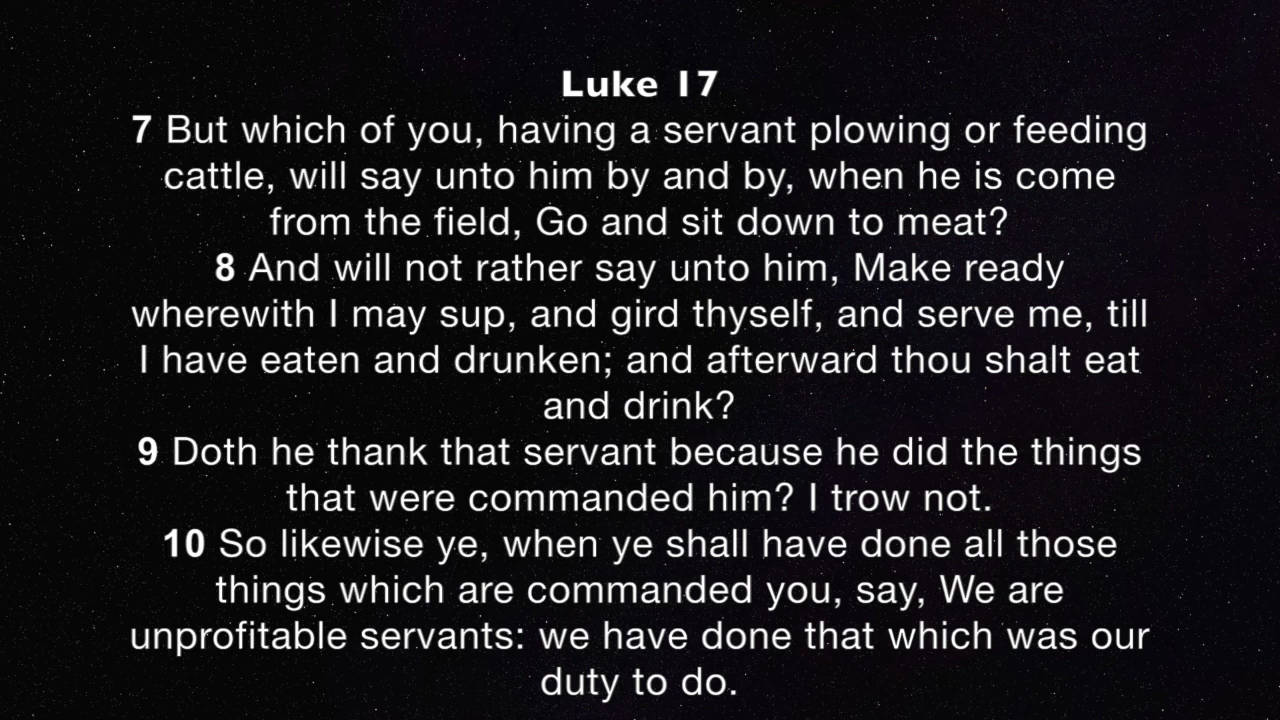 Luke 17
7 But which of you, having a servant plowing or feeding
cattle, will say unto him by and by, when he is come
from the field, Go and sit down to meat?
8 And will not rather say unto him, Make ready
wherewith I may sup, and gird thyself, and serve me, till
I have eaten and drunken; and afterward thou shalt eat
and drink?
9 Doth he thank that servant because he did the things
that were commanded him? I trow not.
10 So likewise ye, when ye shall have done all those
things which are commanded you, say, We are
unprofitable servants: we have done that which was our
duty to do.